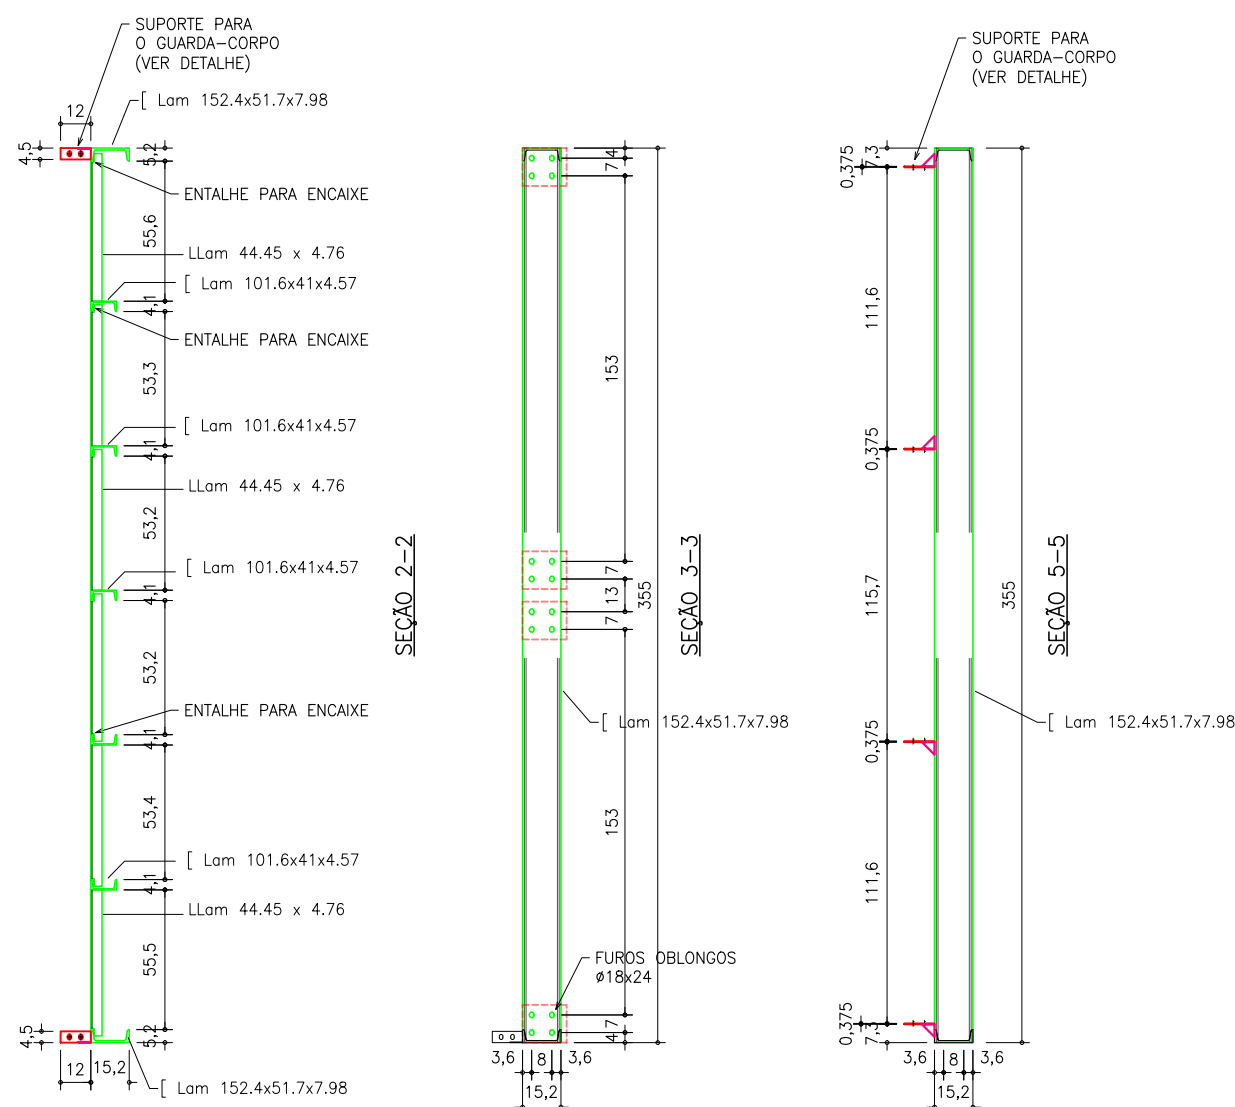 SUPORTE PARA
O GUARDA-CORPO
(VER DETALHE)
[ Lam 152.4x51.7x7.98
12
4,5
5,2
ENTALHE PARA ENCAIXE
55,6
LLam 44.45 x 4.76
[ Lam 101.6x41x4.57
4,1
ENTALHE PARA ENCAIXE
53,3
[ Lam 101.6x41x4.57
4,1
LLam 44.45 x 4.76
53,2
[ Lam 101.6x41x4.57
4,1
53,2
ENTALHE PARA ENCAIXE
4,1
53,4
[ Lam 101.6x41x4.57
4,1
LLam 44.45 x 4.76
55,5
4,5
5,2
12
15,2
[ Lam 152.4x51.7x7.98
SEÇÃO 2-2
4
7
153
7
13
7
355
[ Lam 152.4x51.7x7.98
153
FUROS OBLONGOS
ø18x24
7
4
3,6
8
3,6
15,2
SEÇÃO 3-3
SUPORTE PARA
O GUARDA-CORPO
(VER DETALHE)
7,3
0,375
111,6
0,375
115,7
355
[ Lam 152.4x51.7x7.98
0,375
111,6
0,375
7,3
3,6
8
3,6
15,2
SEÇÃO 5-5